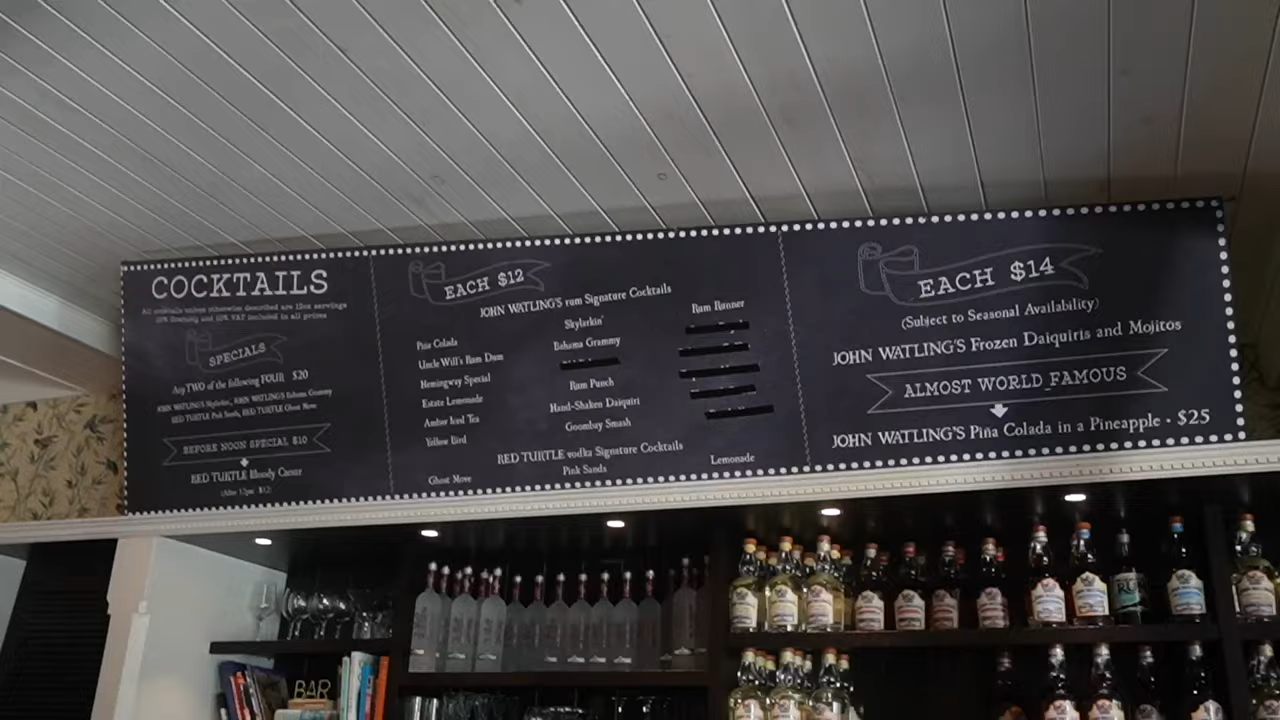 COCKTAILS
All cocktails unless otherwise described are 12oz servings
10% Gratuity and 10% VAT included in all prices
SPECIALS
Any TWO of the following FOUR $20
JOHN WATLING'S Skylarkin', JOHN WATLING'S Bahama Grammy
RED TURTLE Pink Sands, RED TURTLE Ghost Move
BEFORE NOON SPECIAL $10
RED TURTLE Bloody Caesar
(After 12pm $12)
EACH $12
JOHN WATLING'S rum Signature Cocktails
Pina Colada
Uncle Will's Rum Dum
Hemingway Special
Estate Lemonade
Amber Iced Tea
Yellow Bird
Skylarkin'
Bahama Grammy
Rum Punch
Hand-Shaken Daiquiri
Goombay Smash
Rum Runner
RED TURTLE vodka Signature Cocktails
Ghost Move
Pink Sands
Lemonade
EACH $14
(Subject to Seasonal Availability)
JOHN WATLING'S Frozen Daiquiris and Mojitos
ALMOST WORLD FAMOUS
JOHN WATLING'S Piña Colada in a Pineapple • $25
BAR